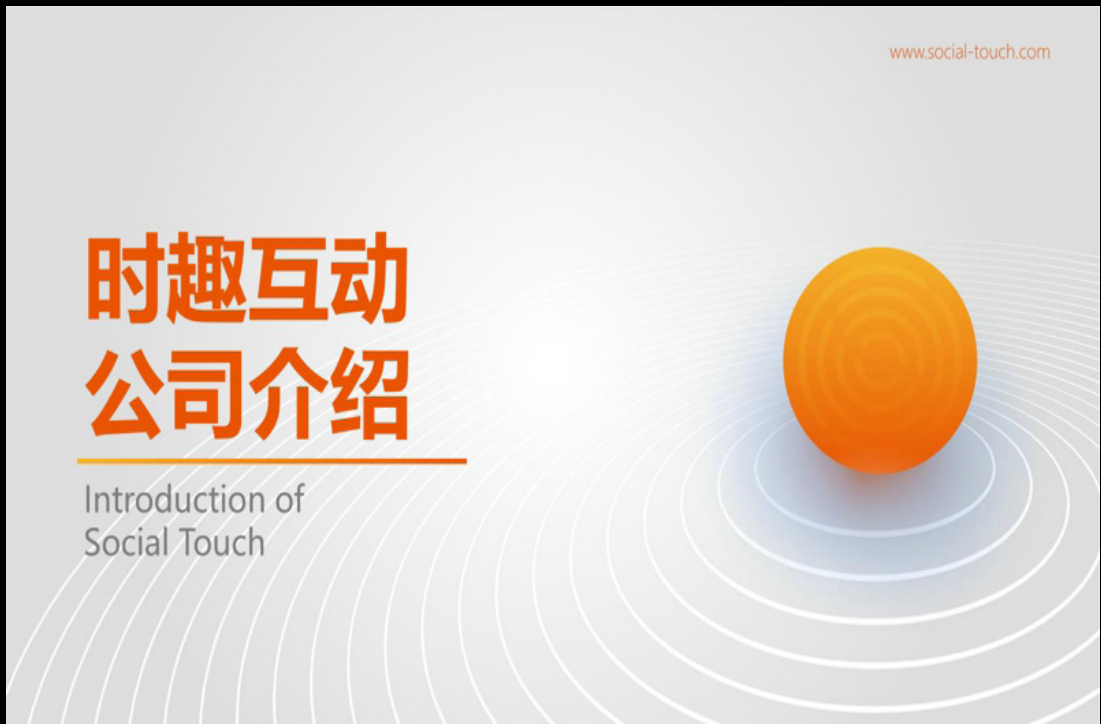 www.social-touch.com
时趣互动
公司介绍
Introduction of
Social Touch